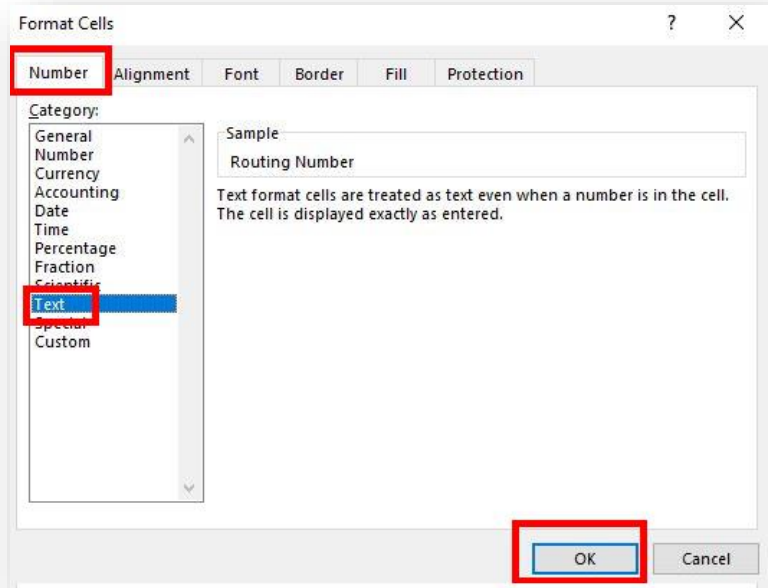 Format Cells ? ×
Number Alignment Font Border Fill Protection
Category:
General
Number
Currency
Accounting
Date
Time
Percentage
Fraction
Scientific
Text
Special
Custom
Sample
Routing Number
Text format cells are treated as text even when a number is in the cell.
The cell is displayed exactly as entered.
OK Cancel